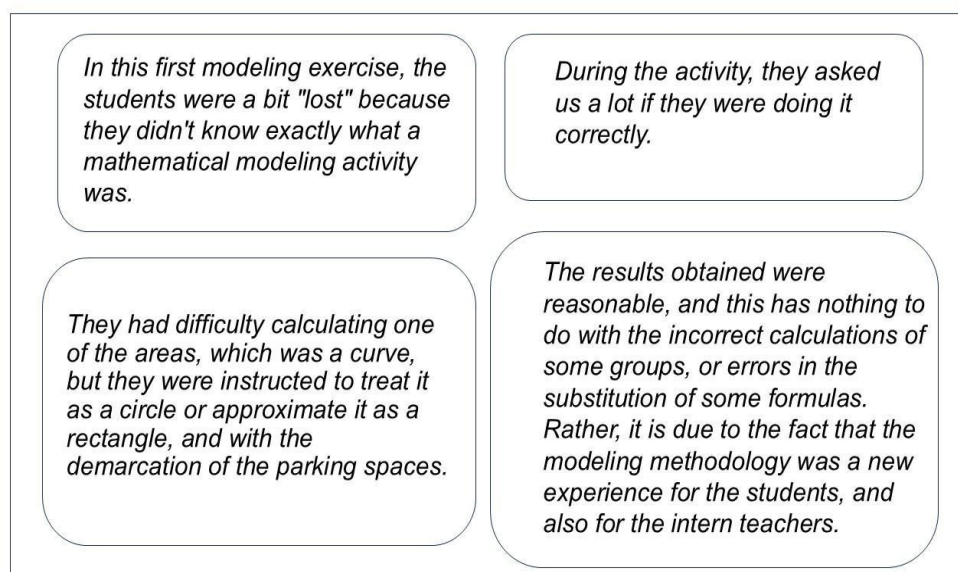 In this first modeling exercise, the
students were a bit "lost" because
they didn't know exactly what a
mathematical modeling activity
was.
During the activity, they asked
us a lot if they were doing it
correctly.
They had difficulty calculating one
of the areas, which was a curve,
but they were instructed to treat it
as a circle or approximate it as a
rectangle, and with the
demarcation of the parking spaces.
The results obtained were
reasonable, and this has nothing to
do with the incorrect calculations of
some groups, or errors in the
substitution of some formulas.
Rather, it is due to the fact that the
modeling methodology was a new
experience for the students, and
also for the intern teachers.